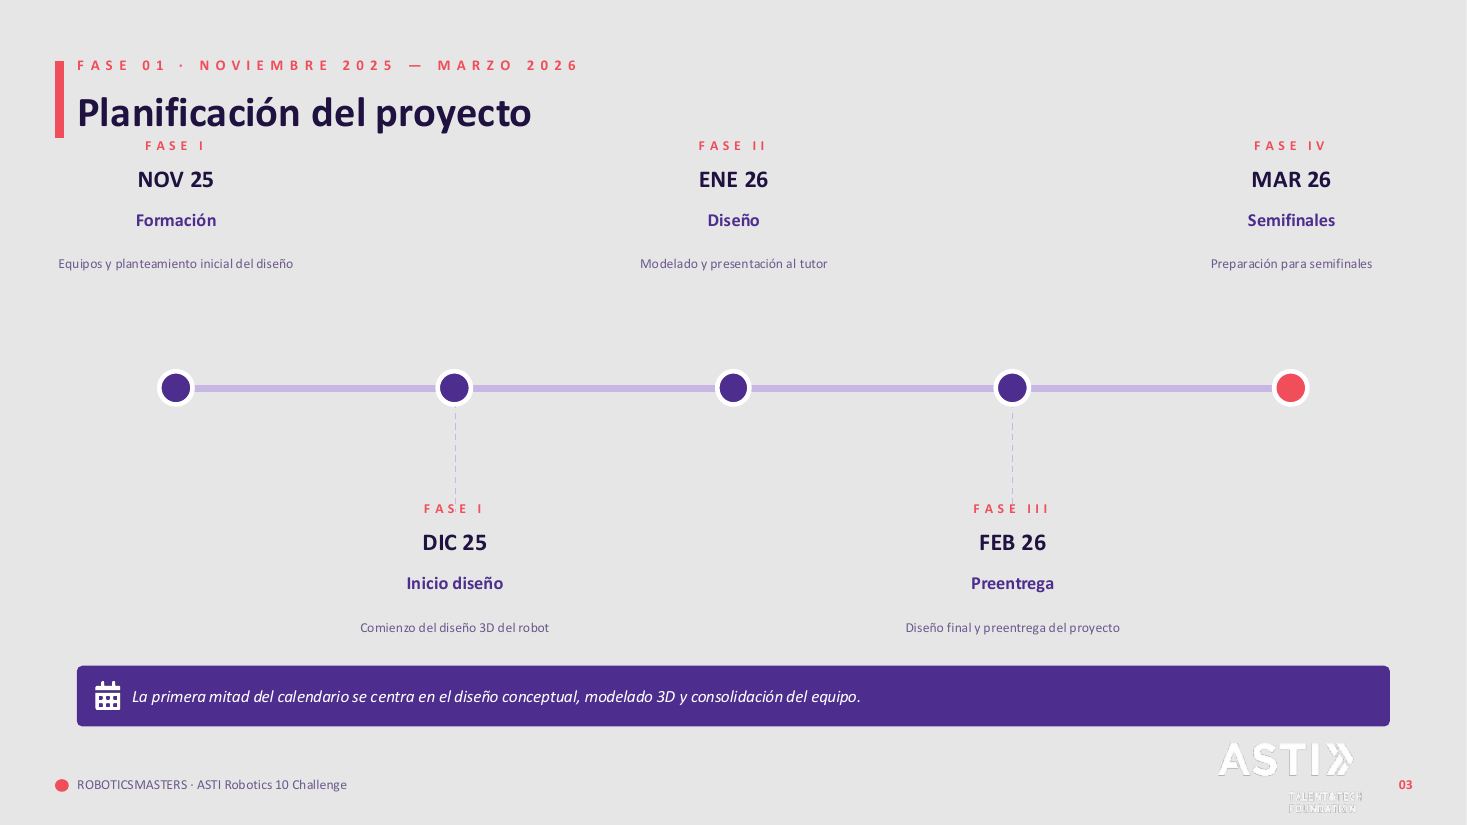 FASE 01 · NOVIEMBRE 2025 — MARZO 2026
Planificación del proyecto
FASE I
NOV 25
Formación
Equipos y planteamiento inicial del diseño
FASE II
ENE 26
Diseño
Modelado y presentación al tutor
FASE IV
MAR 26
Semifinales
Preparación para semifinales
FASE I
DIC 25
Inicio diseño
Comienzo del diseño 3D del robot
FASE III
FEB 26
Preentrega
Diseño final y preentrega del proyecto
La primera mitad del calendario se centra en el diseño conceptual, modelado 3D y consolidación del equipo.
ROBOTICSMASTERS · ASTI Robotics 10 Challenge
ASTI
TALENT&TECH
FOUNDATION
03